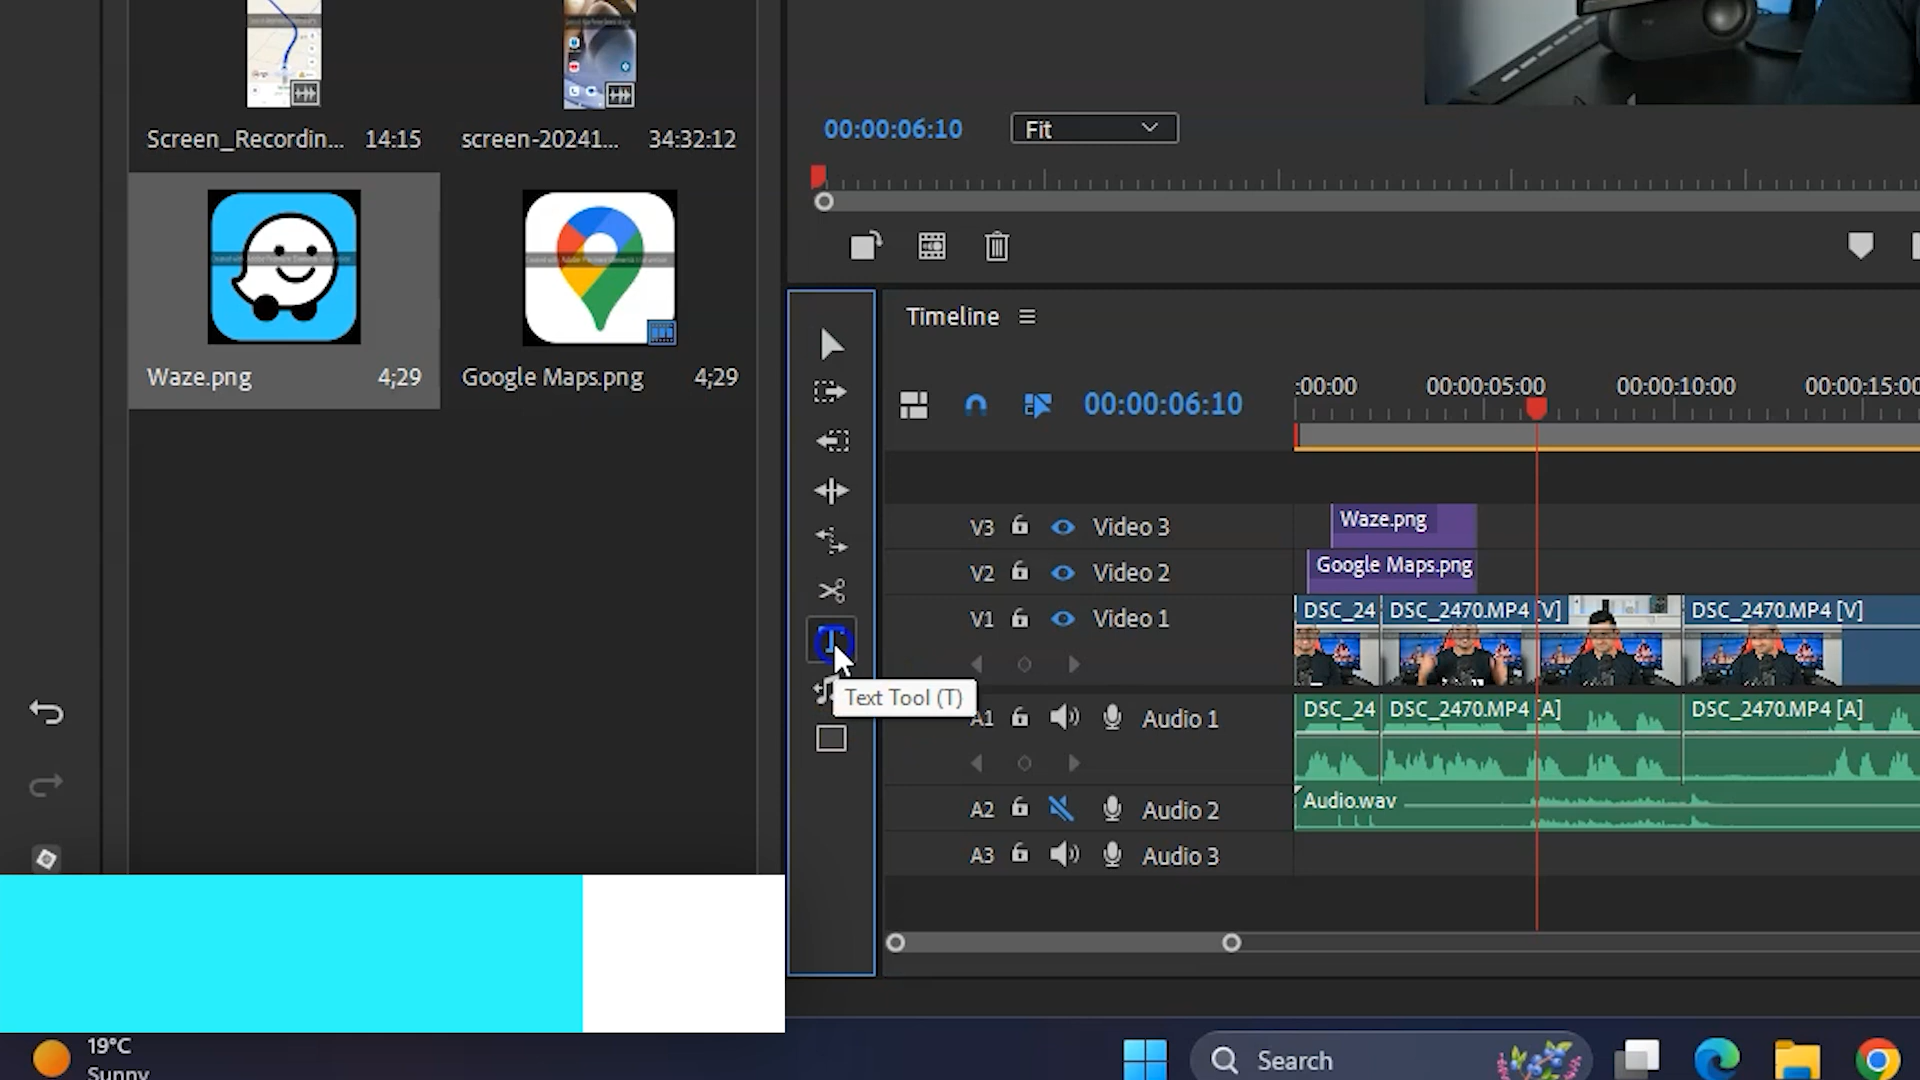 Screen_Recordin... 14:15
screen-20241... 34:32:12
Waze.png 4;29
Google Maps.png 4;29
00:00:06:10
Fit
Timeline
00:00:06:10
:00:00 00:00:05:00 00:00:10:00 00:00:15:00
V3 Video 3
Waze.png
V2 Video 2
Google Maps.png
V1 Video 1
DSC_24 DSC_2470.MP4 [V] DSC_2470.MP4 [V]
Text Tool (T)
A1 Audio 1
DSC_24 DSC_2470.MP4 [A] DSC_2470.MP4 [A]
A2 Audio 2
Audio.wav
A3 Audio 3
19°C
Sunny
Search